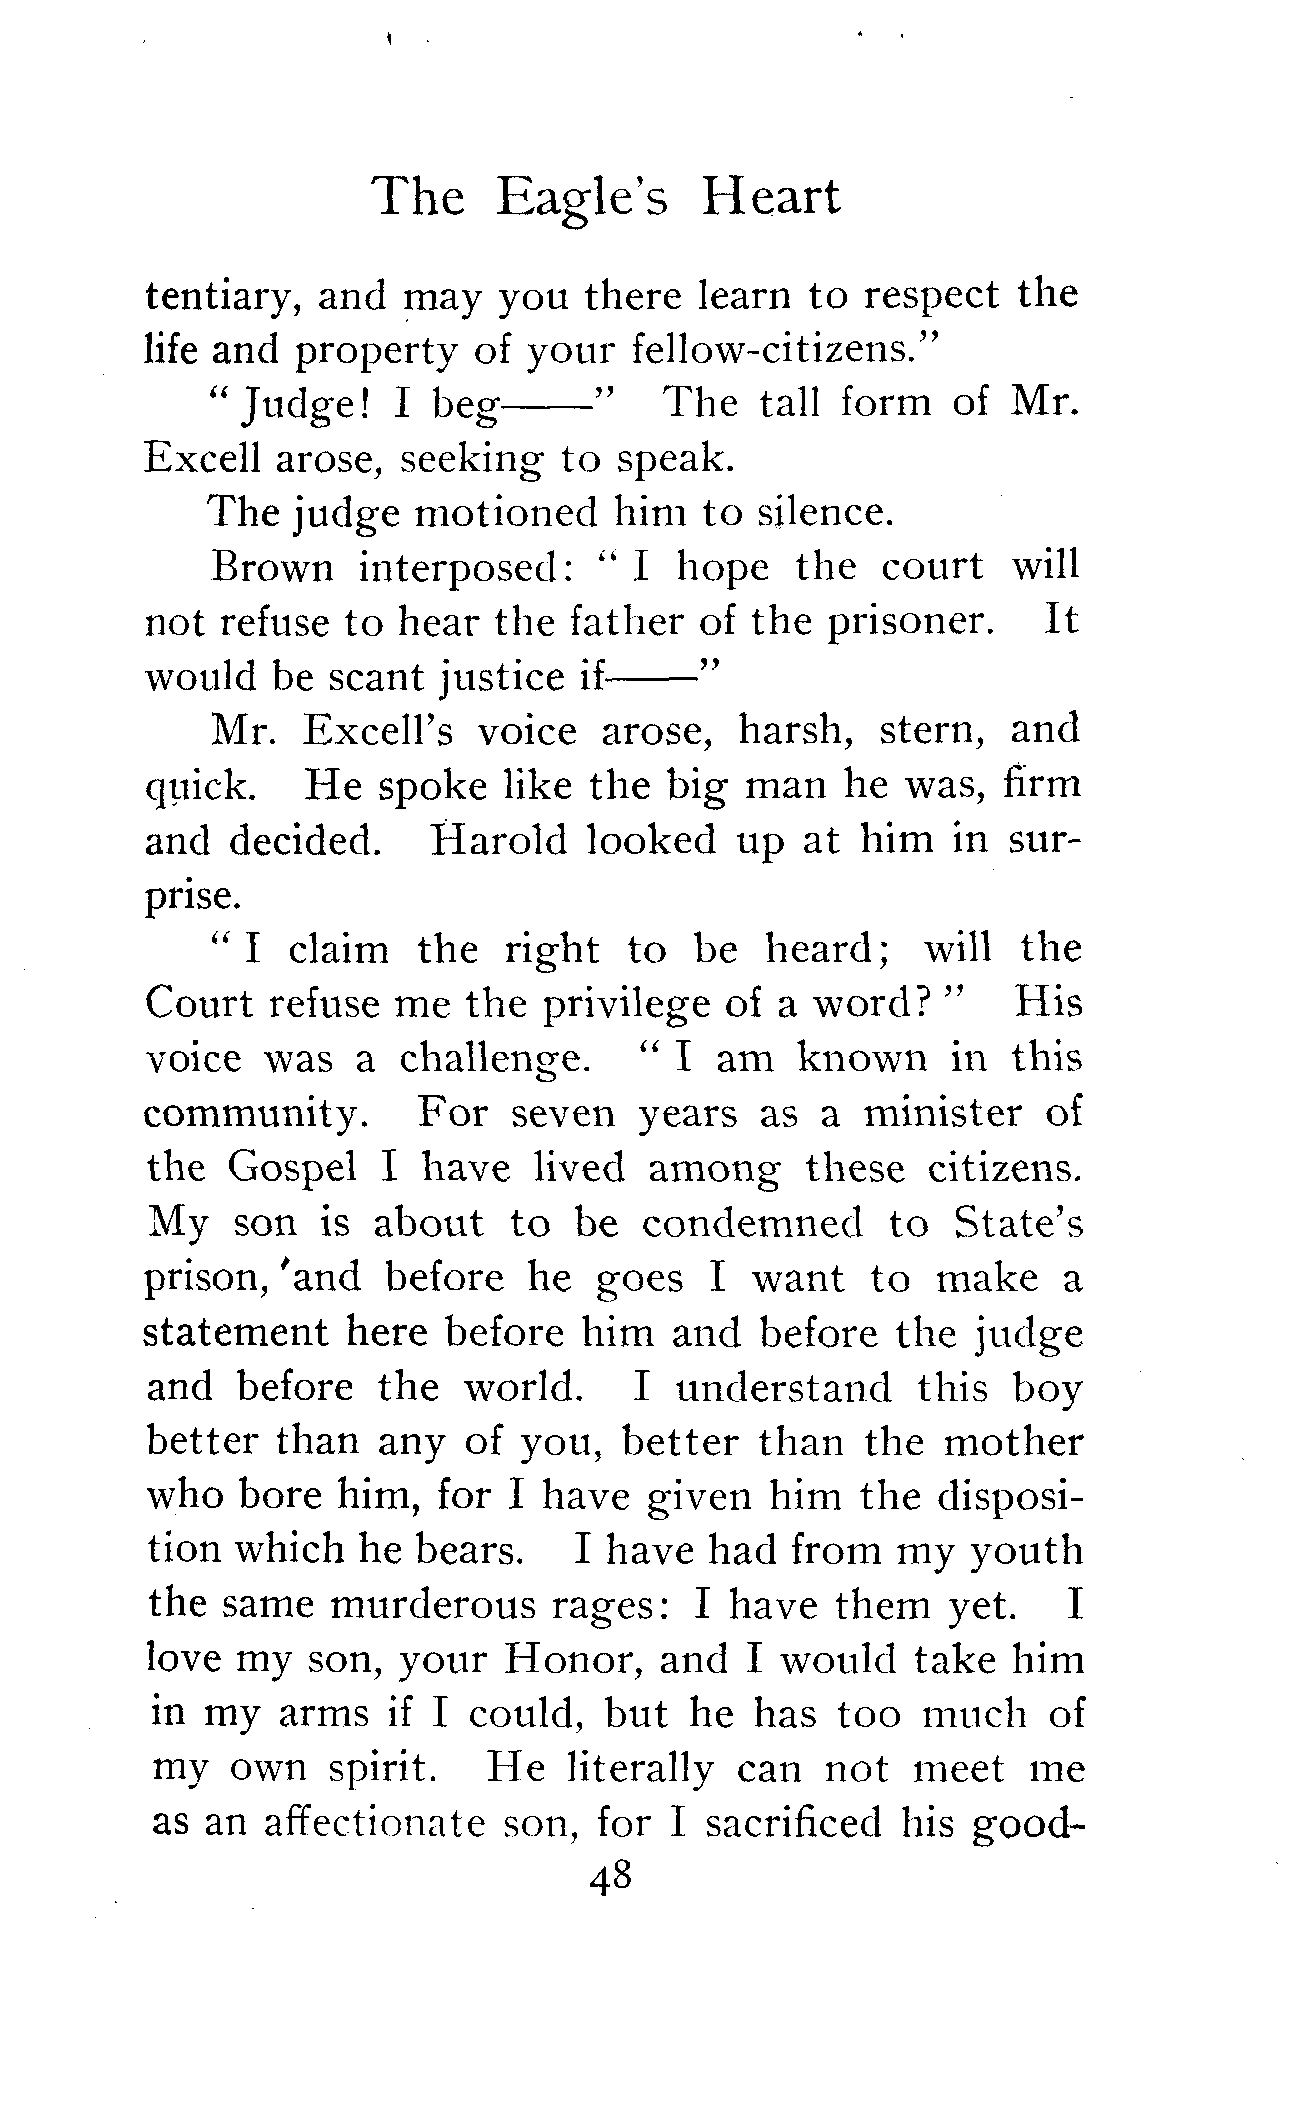 The Eagle's Heart
tentiary, and may you there learn to respect the
life and property of your fellow-citizens."
" Judge! I beg——" The tall form of Mr.
Excell arose, seeking to speak.
The judge motioned him to silence.
Brown interposed: " I hope the court will
not refuse to hear the father of the prisoner. It
would be scant justice if——"
Mr. Excell's voice arose, harsh, stern, and
quick. He spoke like the big man he was, firm
and decided. Harold looked up at him in sur-
prise.
" I claim the right to be heard; will the
Court refuse me the privilege of a word? " His
voice was a challenge. " I am known in this
community. For seven years as a minister of
the Gospel I have lived among these citizens.
My son is about to be condemned to State's
prison, and before he goes I want to make a
statement here before him and before the judge
and before the world. I understand this boy
better than any of you, better than the mother
who bore him, for I have given him the disposi-
tion which he bears. I have had from my youth
the same murderous rages: I have them yet. I
love my son, your Honor, and I would take him
in my arms if I could, but he has too much of
my own spirit. He literally can not meet me
as an affectionate son, for I sacrificed his good-
48